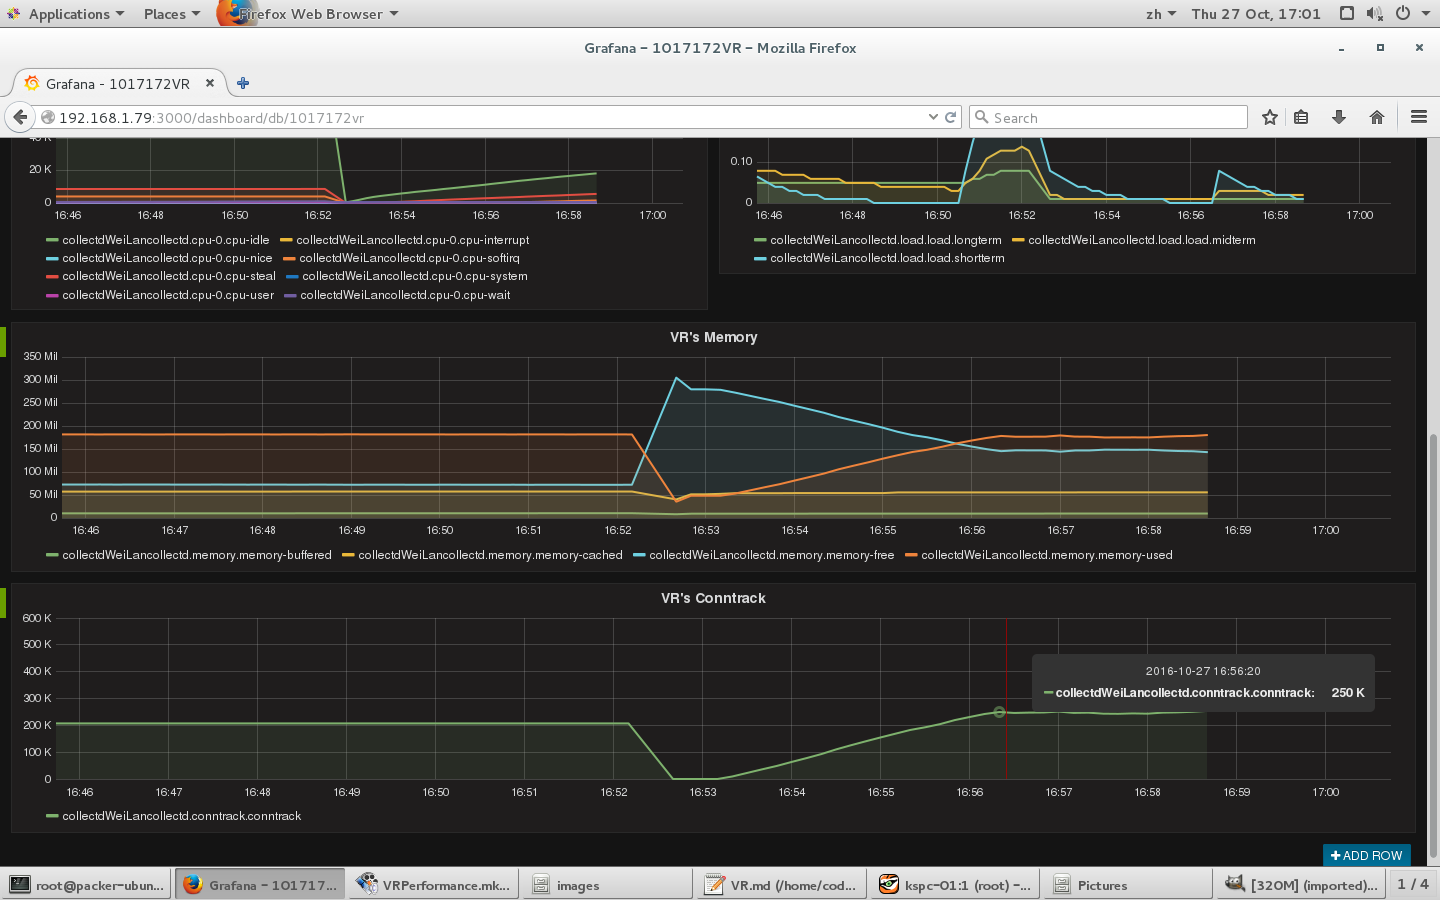 Applications Places Firefox Web Browser zh Thu 27 Oct, 17:01
Grafana - 1017172VR - Mozilla Firefox
Grafana - 1017172VR
192.168.1.79:3000/dashboard/db/1017172vr Search
40 K
20 K
0
16:46 16:48 16:50 16:52 16:54 16:56 16:58 17:00
collectdWeiLancollectd.cpu-0.cpu-idle collectdWeiLancollectd.cpu-0.cpu-interrupt
collectdWeiLancollectd.cpu-0.cpu-nice collectdWeiLancollectd.cpu-0.cpu-softirq
collectdWeiLancollectd.cpu-0.cpu-steal collectdWeiLancollectd.cpu-0.cpu-system
collectdWeiLancollectd.cpu-0.cpu-user collectdWeiLancollectd.cpu-0.cpu-wait
0.10
0
16:46 16:48 16:50 16:52 16:54 16:56 16:58 17:00
collectdWeiLancollectd.load.load.longterm collectdWeiLancollectd.load.load.midterm
collectdWeiLancollectd.load.load.shortterm
VR's Memory
350 Mil
300 Mil
250 Mil
200 Mil
150 Mil
100 Mil
50 Mil
0
16:46 16:47 16:48 16:49 16:50 16:51 16:52 16:53 16:54 16:55 16:56 16:57 16:58 16:59 17:00
collectdWeiLancollectd.memory.memory-buffered collectdWeiLancollectd.memory.memory-cached collectdWeiLancollectd.memory.memory-free collectdWeiLancollectd.memory.memory-used
VR's Conntrack
600 K
500 K
400 K
300 K
200 K
100 K
0
2016-10-27 16:56:20
collectdWeiLancollectd.conntrack.conntrack: 250 K
16:46 16:47 16:48 16:49 16:50 16:51 16:52 16:53 16:54 16:55 16:56 16:57 16:58 16:59 17:00
collectdWeiLancollectd.conntrack.conntrack
ADD ROW
root@packer-ubun... Grafana - 101717... VRPerformance.mk... images VR.md (/home/cod... kspc-01:1 (root) -... Pictures [32OM] (imported)... 1 / 4